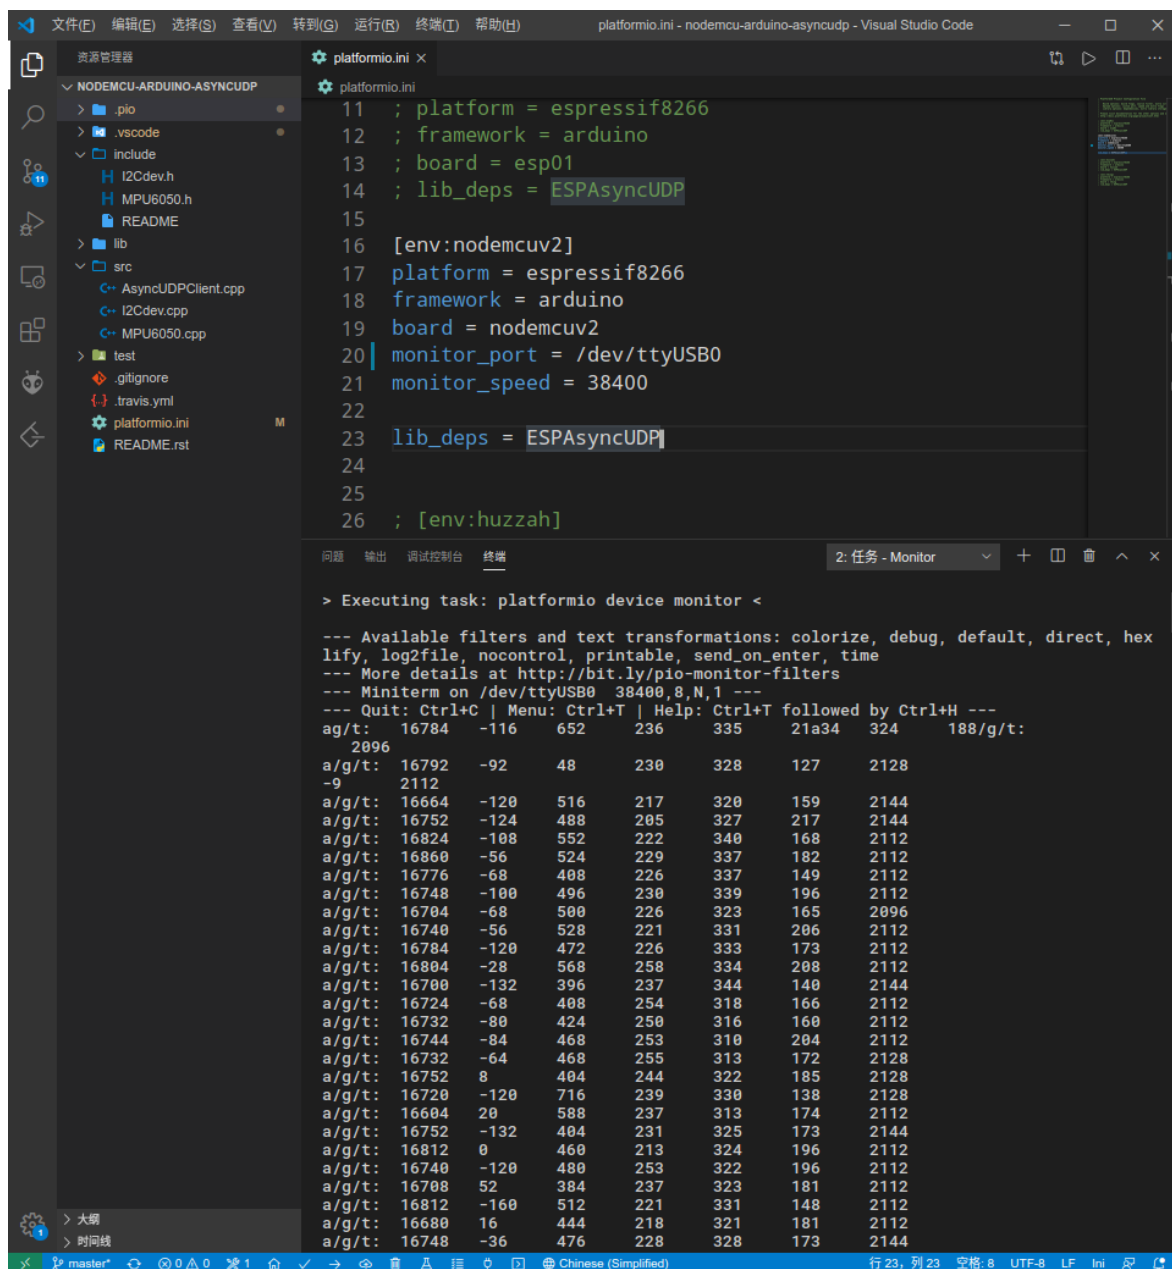 文件(F) 编辑(E) 选择(S) 查看(V) 转到(G) 运行(R) 终端(T) 帮助(H) platformio.ini - nodemcu-arduino-asyncudp - Visual Studio Code
资源管理器
NODEMCU-ARDUINO-ASYNCUDP
.pio
.vscode
include
I2Cdev.h
MPU6050.h
README
lib
src
AsyncUDPClient.cpp
I2Cdev.cpp
MPU6050.cpp
test
.gitignore
.travis.yml
platformio.ini M
README.rst
大纲
时间线
11
1
platformio.ini
platformio.ini
11 ; platform = espressif8266
12 ; framework = arduino
13 ; board = esp01
14 ; lib_deps = ESPAsyncUDP
15
16 [env:nodemcuv2]
17 platform = espressif8266
18 framework = arduino
19 board = nodemcuv2
20 monitor_port = /dev/ttyUSB0
21 monitor_speed = 38400
22
23 lib_deps = ESPAsyncUDP
24
25
26 ; [env:huzzah]
问题 输出 调试控制台 终端 2: 任务 - Monitor
> Executing task: platformio device monitor <
--- Available filters and text transformations: colorize, debug, default, direct, hex
lify, log2file, nocontrol, printable, send_on_enter, time
--- More details at http://bit.ly/pio-monitor-filters
--- Miniterm on /dev/ttyUSB0 38400,8,N,1 ---
--- Quit: Ctrl+C | Menu: Ctrl+T | Help: Ctrl+T followed by Ctrl+H ---
ag/t: 16784 -116 652 236 335 21a34 324 188/g/t:
2096
a/g/t: 16792 -92 48 230 328 127 2128
-9 2112
a/g/t: 16664 -120 516 217 320 159 2144
a/g/t: 16752 -124 488 205 327 217 2144
a/g/t: 16824 -108 552 222 340 168 2112
a/g/t: 16860 -56 524 229 337 182 2112
a/g/t: 16776 -68 408 226 337 149 2112
a/g/t: 16748 -100 496 230 339 196 2112
a/g/t: 16704 -68 500 226 323 165 2096
a/g/t: 16740 -56 528 221 331 206 2112
a/g/t: 16784 -120 472 226 333 173 2112
a/g/t: 16804 -28 568 258 334 208 2112
a/g/t: 16700 -132 396 237 344 140 2144
a/g/t: 16724 -68 408 254 318 166 2112
a/g/t: 16732 -80 424 250 316 160 2112
a/g/t: 16744 -84 468 253 310 204 2112
a/g/t: 16732 -64 468 255 313 172 2128
a/g/t: 16752 8 404 244 322 185 2128
a/g/t: 16720 -120 716 239 330 138 2128
a/g/t: 16604 20 588 237 313 174 2112
a/g/t: 16752 -132 404 231 325 173 2144
a/g/t: 16812 0 460 213 324 196 2112
a/g/t: 16740 -120 480 253 322 196 2112
a/g/t: 16708 52 384 237 323 181 2112
a/g/t: 16812 -160 512 221 331 148 2112
a/g/t: 16680 16 444 218 321 181 2112
a/g/t: 16748 -36 476 228 328 173 2144
master* 0 0 1 Chinese (Simplified) 行 23，列 23 空格: 8 UTF-8 LF Ini